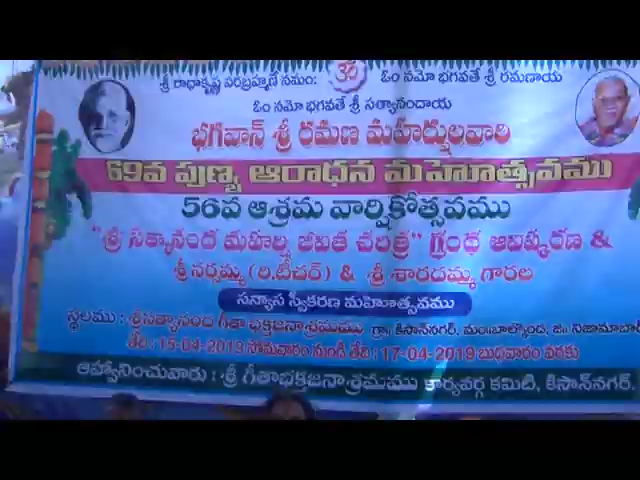 శ్రీ రాధాకృష్ణ పరబ్రహ్మణే నమః ఓం నమో భగవతే శ్రీ రమణాయ
ఓం నమో భగవతే శ్రీ సత్యానందాయ
భగవాన్ శ్రీ రమణ మహర్షులవారి
69వ పుణ్య ఆరాధన మహోత్సవము
56వ ఆశ్రమ వార్షికోత్సవము
"శ్రీ సత్యానంద మహర్షి జీవిత చరిత్ర" గ్రంథ ఆవిష్కరణ &
శ్రీ నర్సమ్మ (రి.టీచర్) & శ్రీ శారదమ్మ గారల
సన్యాస స్వీకరణ మహోత్సవము
స్థలము : శ్రీ సత్యానంద గీతా భక్తజనాశ్రమము గ్రా. కిసాన్‌నగర్, మం. బాల్కొండ, జి. నిజామాబాద్
తేది : 15-04-2019 సోమవారం నుండి తేది : 17-04-2019 బుధవారం వరకు
ఆహ్వానించువారు : శ్రీ గీతాభక్తజనాశ్రమము కార్యవర్గ కమిటి, కిసాన్‌నగర్.